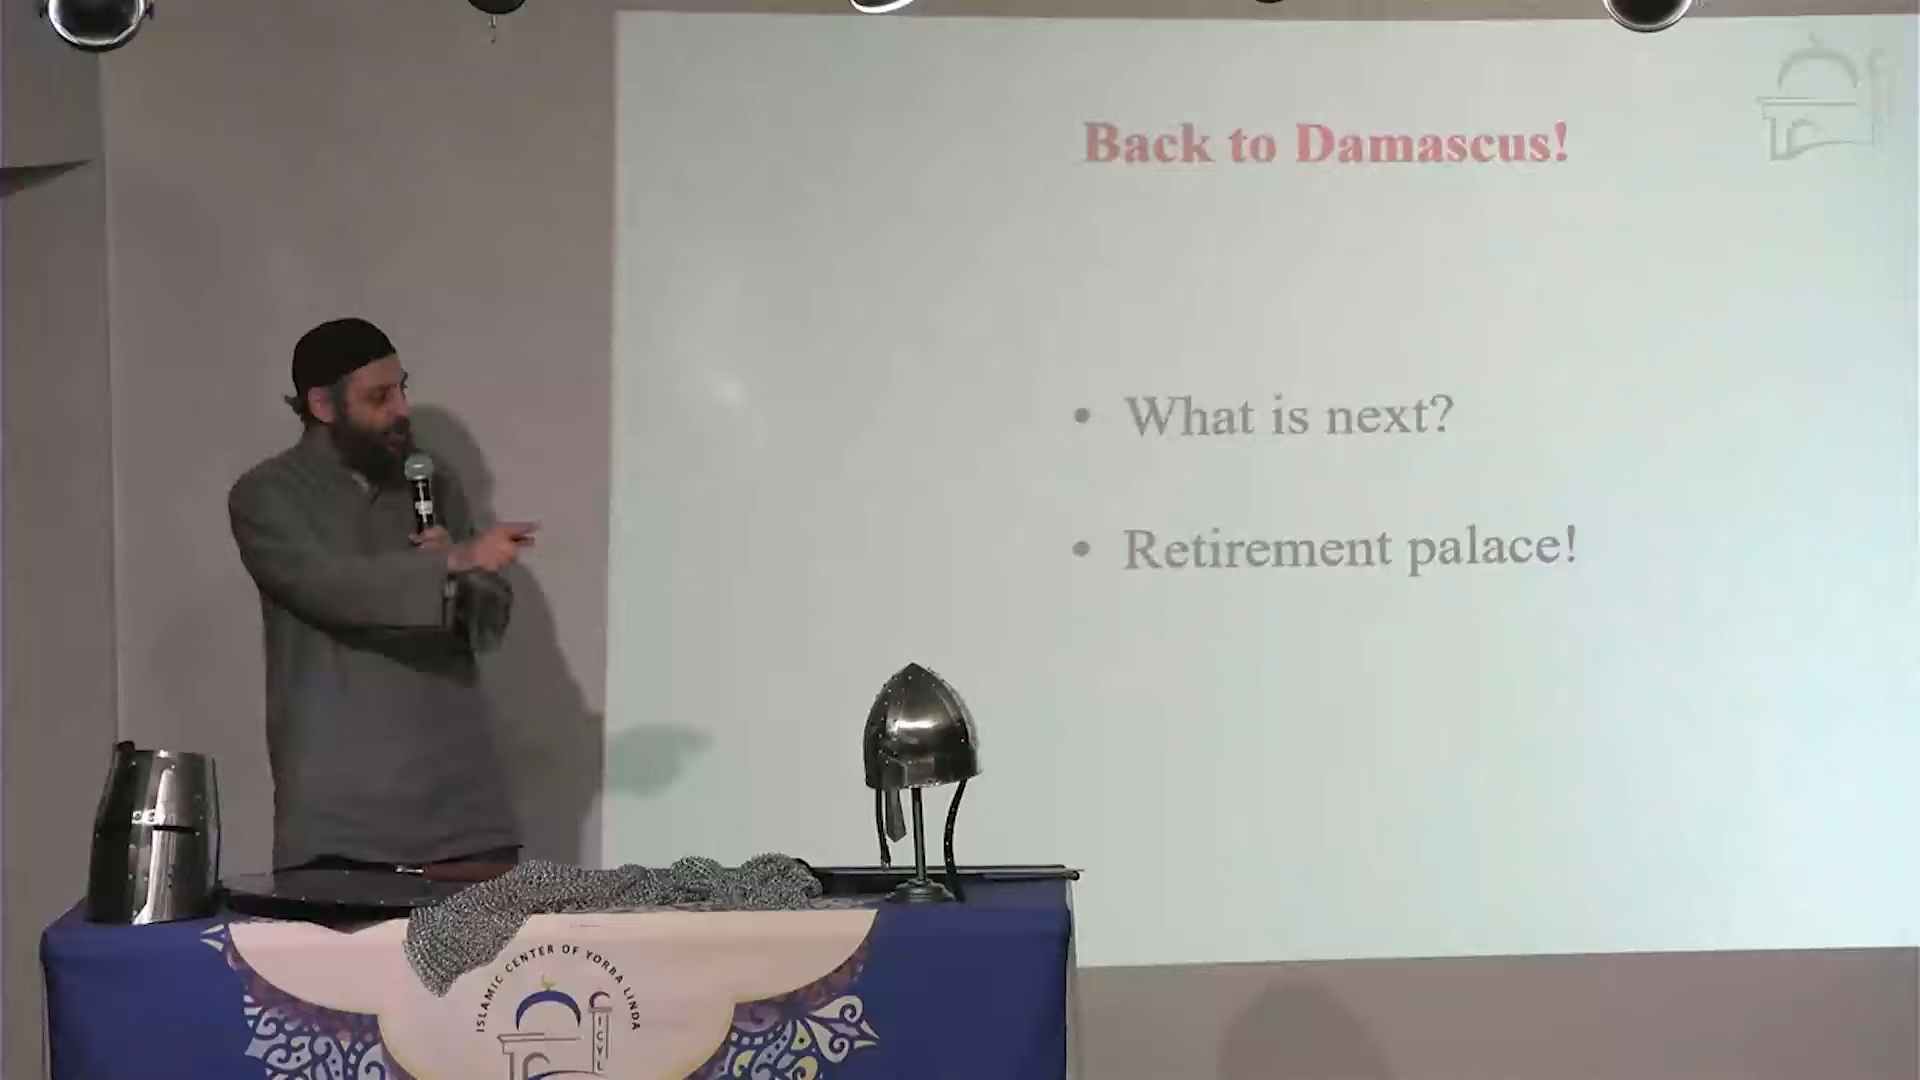 Back to Damascus!
• What is next?
• Retirement palace!
ISLAMIC CENTER OF YORBA LINDA
ICYL